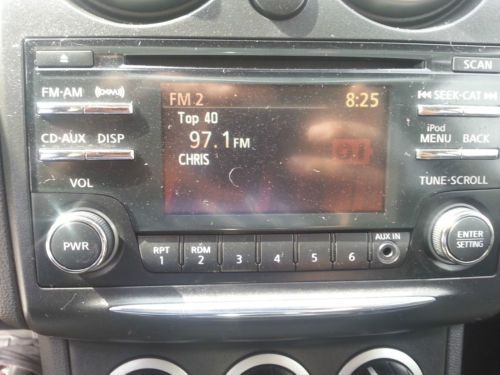 SCAN
FM-AM
SEEK-CAT
FM 2
8:25
Top 40
97.1 FM
CHRIS
CD-AUX DISP
iPod
MENU BACK
VOL
TUNE-SCROLL
PWR
ENTER
SETTING
RPT
1
RDM
2
3
4
5
6
AUX IN